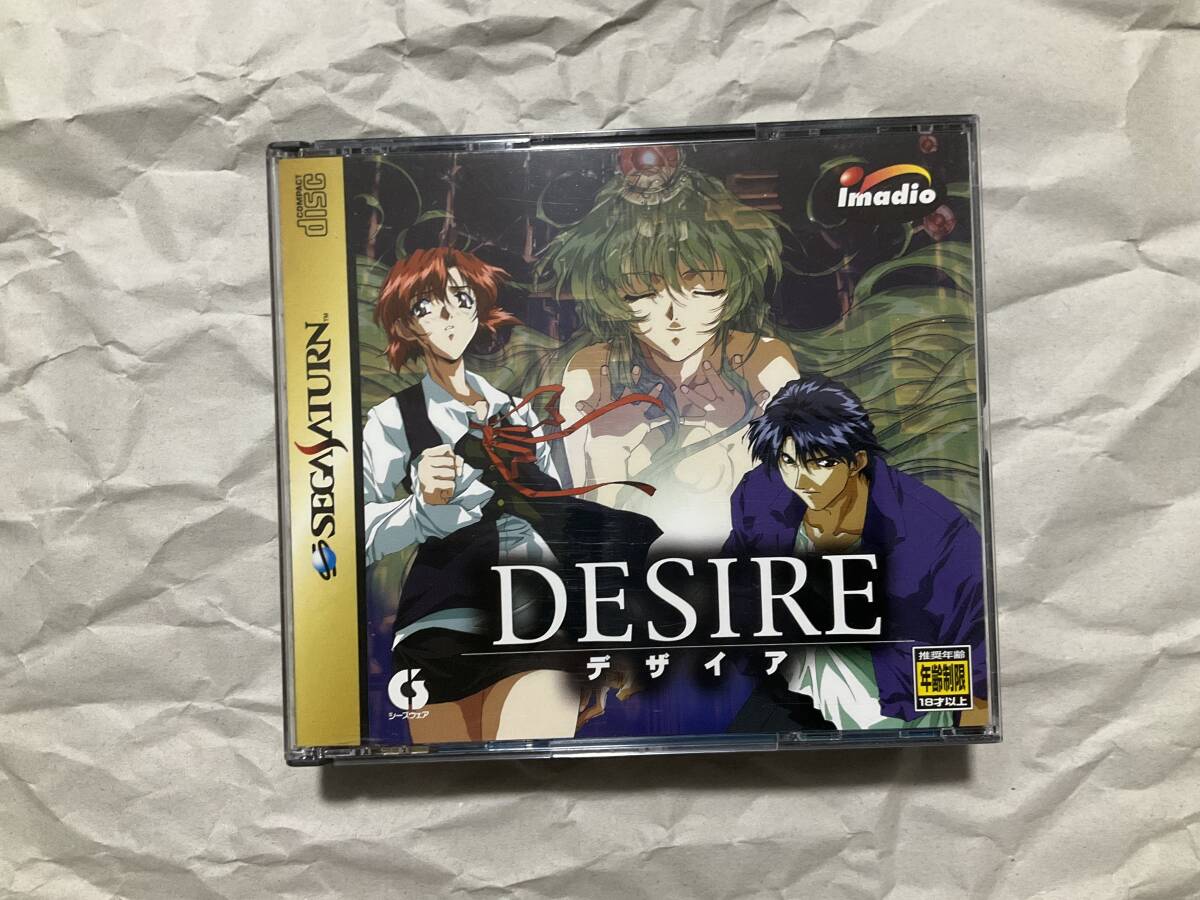 COMPACT
disc
SEGA SATURN™
imadio
DESIRE
デザイア
シーズウェア
推奨年齢
年齢制限
18才以上